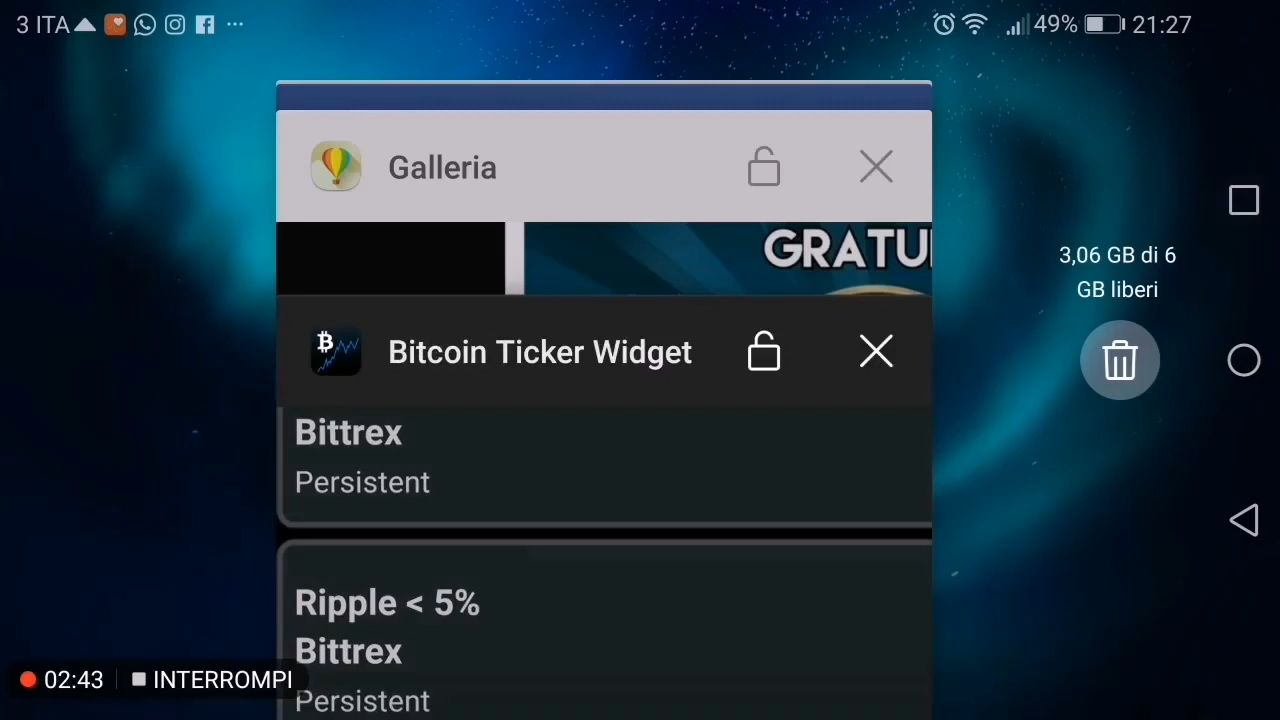 3 ITA
49% 21:27
Galleria
GRATU
3,06 GB di 6
GB liberi
Bitcoin Ticker Widget
Bittrex
Persistent
Ripple < 5%
Bittrex
Persistent
02:43 INTERROMPI